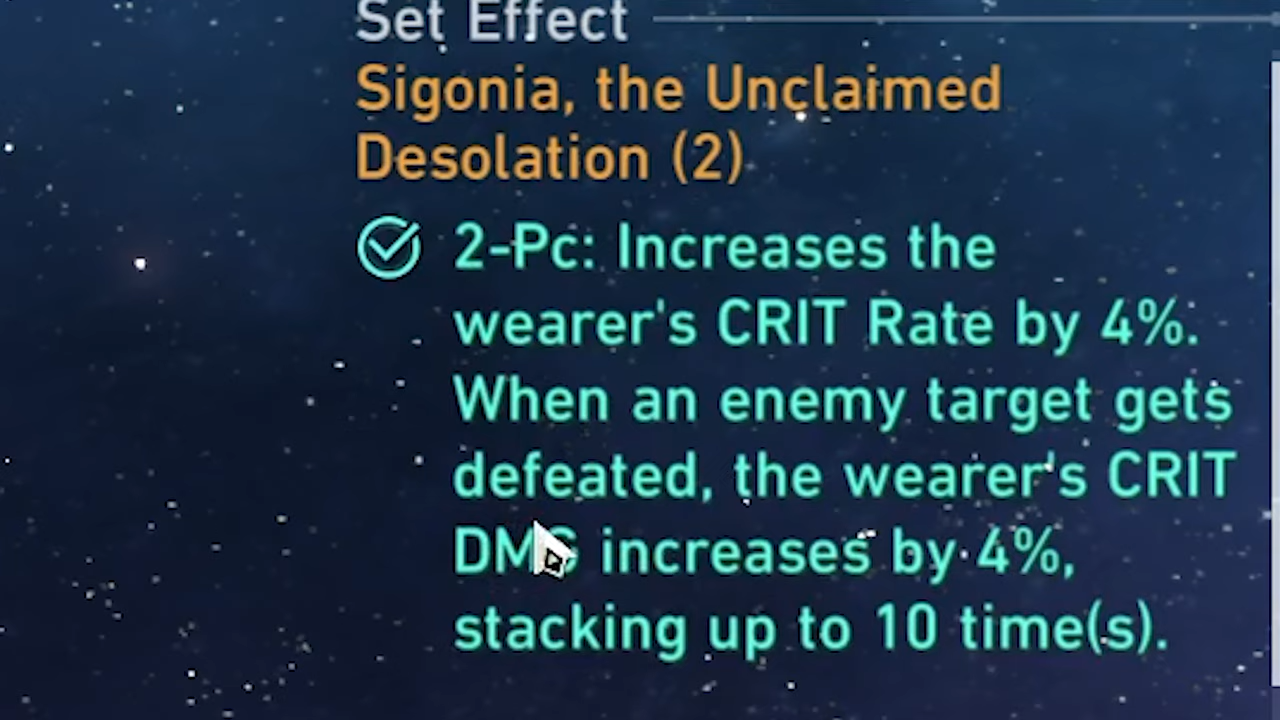 Set Effect
Sigonia, the Unclaimed
Desolation (2)
2-Pc: Increases the
wearer's CRIT Rate by 4%.
When an enemy target gets
defeated, the wearer's CRIT
DMG increases by 4%,
stacking up to 10 time(s).